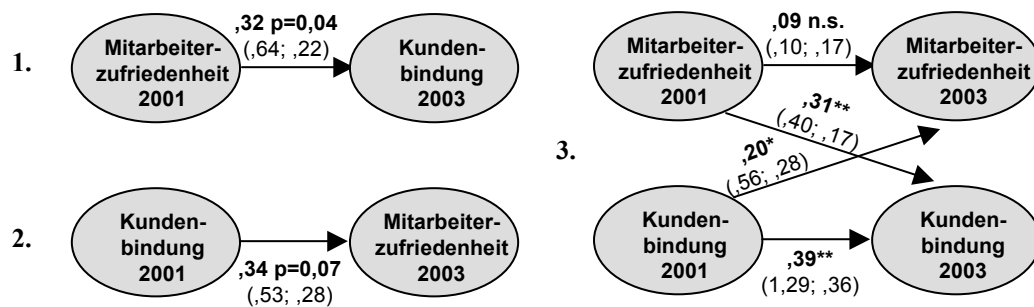 1.
Mitarbeiter-
zufriedenheit
2001
,32 p=0,04
(,64; ,22)
Kunden-
bindung
2003
2.
Kunden-
bindung
2001
,34 p=0,07
(,53; ,28)
Mitarbeiter-
zufriedenheit
2003
3.
Mitarbeiter-
zufriedenheit
2001
,09 n.s.
(,10; ,17)
Mitarbeiter-
zufriedenheit
2003
,31**
(,40; ,17)
,20*
(,56; ,28)
Kunden-
bindung
2001
,39**
(1,29; ,36)
Kunden-
bindung
2003